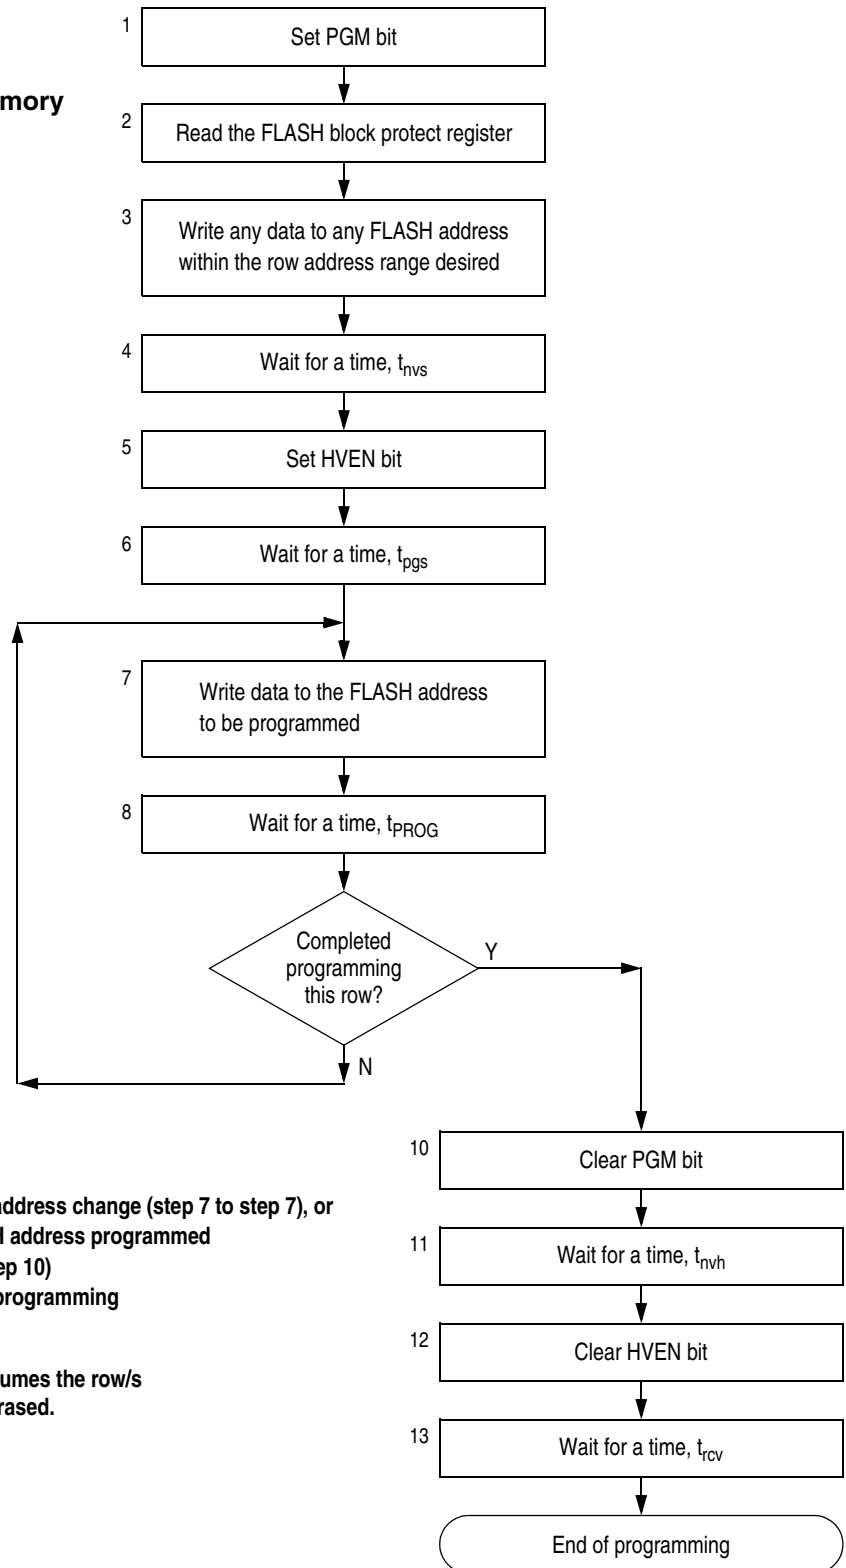 1
Set PGM bit
mory
2
Read the FLASH block protect register
3
Write any data to any FLASH address
within the row address range desired
4
Wait for a time, tnvs
5
Set HVEN bit
6
Wait for a time, tpgs
7
Write data to the FLASH address
to be programmed
8
Wait for a time, tPROG
Completed
programming
this row?
Y
N
10
Clear PGM bit
address change (step 7 to step 7), or
H address programmed
ep 10)
programming
11
Wait for a time, tnvh
12
Clear HVEN bit
umes the row/s
rased.
13
Wait for a time, trcv
End of programming